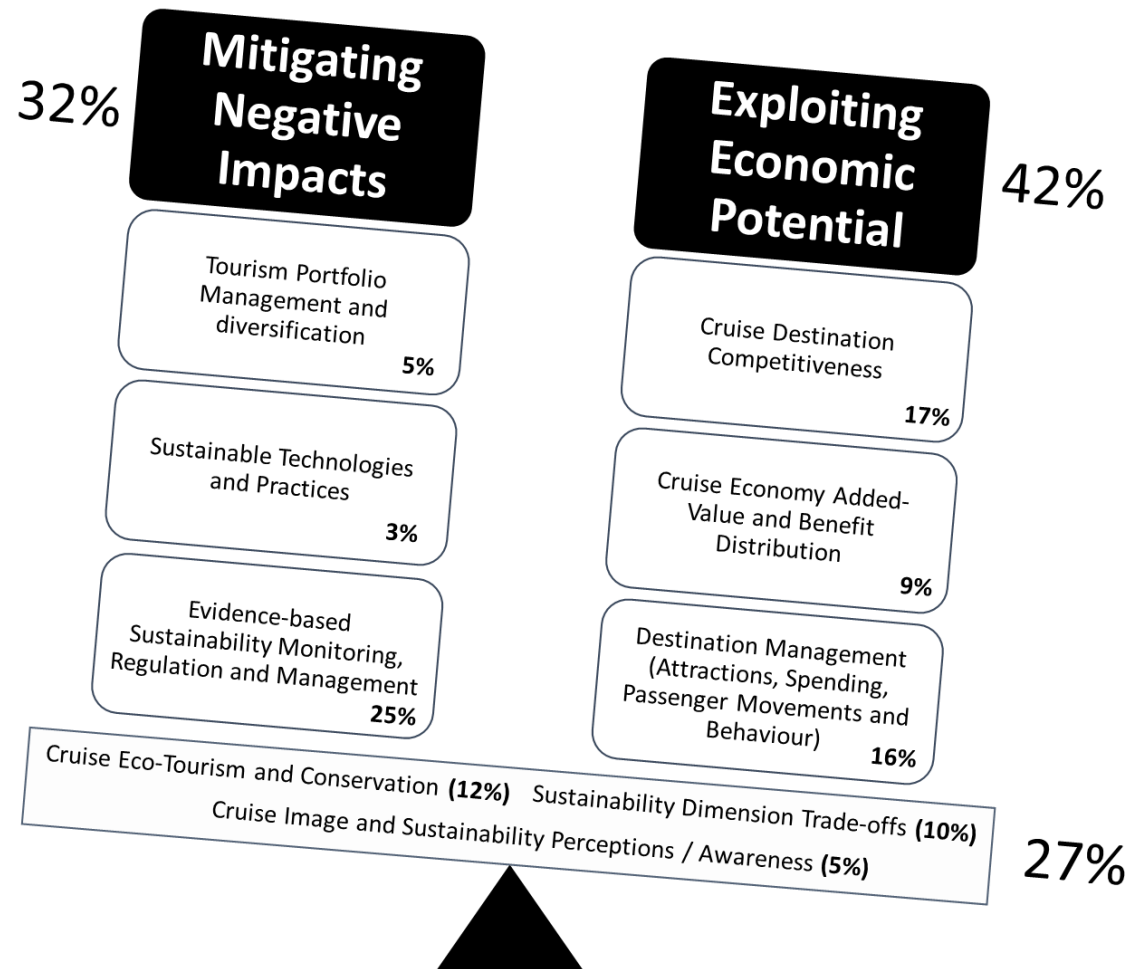 32%
Mitigating
Negative
Impacts
Tourism Portfolio
Management and
diversification
5%
Sustainable Technologies
and Practices
3%
Evidence-based
Sustainability Monitoring,
Regulation and Management
25%
Exploiting
Economic
Potential
42%
Cruise Destination
Competitiveness
17%
Cruise Economy Added-
Value and Benefit
Distribution
9%
Destination Management
(Attractions, Spending,
Passenger Movements and
Behaviour)
16%
Cruise Eco-Tourism and Conservation (12%) Sustainability Dimension Trade-offs (10%)
Cruise Image and Sustainability Perceptions / Awareness (5%)
27%